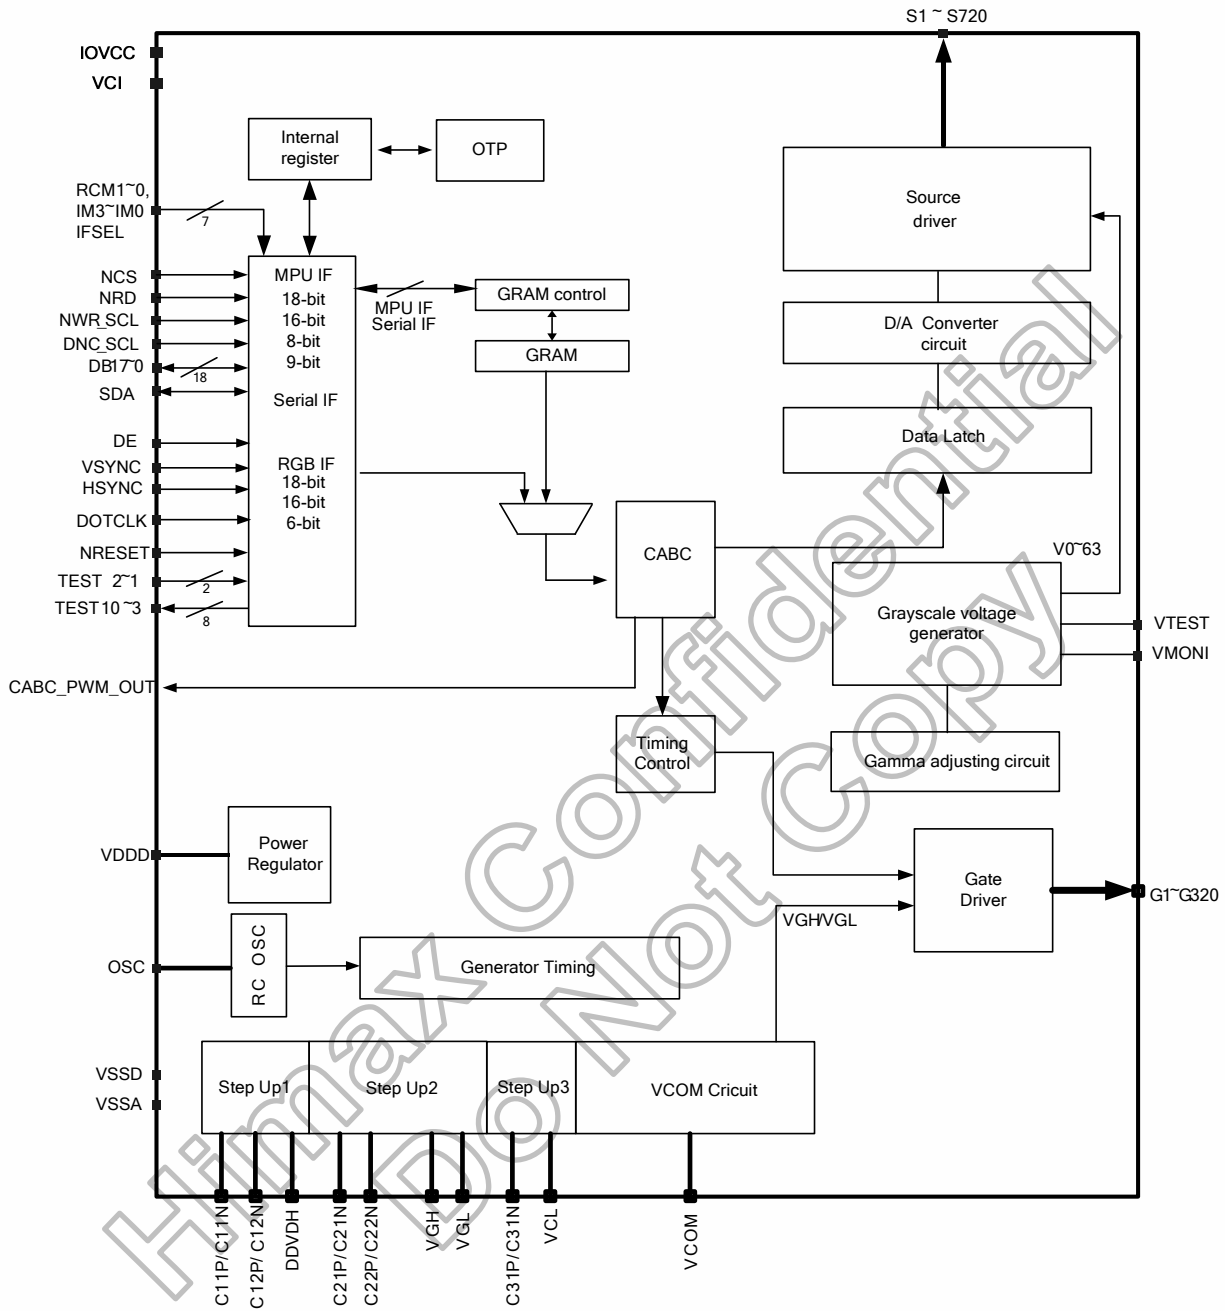 S1 ~ S720
IOVCC
VCI
Internal
register
OTP
RCM1~0,
IM3~IM0
IFSEL
7
NCS
NRD
NWR_SCL
DNC_SCL
DB17~0
18
SDA
DE
VSYNC
HSYNC
DOTCLK
NRESET
TEST 2~1
2
TEST10 ~3
8
MPU IF
18-bit
16-bit
8-bit
9-bit
Serial IF
RGB IF
18-bit
16-bit
6-bit
MPU IF
Serial IF
GRAM control
GRAM
Source
driver
D/A Converter
circuit
Data Latch
CABC
V0~63
Grayscale voltage
generator
VTEST
VMONI
CABC_PWM_OUT
Timing
Control
Gamma adjusting circuit
VDDD
Power
Regulator
Gate
Driver
G1~G320
VGH/VGL
OSC
RC OSC
Generator Timing
VSSD
VSSA
Step Up1
Step Up2
Step Up3
VCOM Cricuit
C11P/C11N
C12P/ C12N
DDVDH
C21P/C21N
C22P/C22N
VGH
VGL
C31P/C31N
VCL
VCOM
Himax Confidential
Do Not Copy